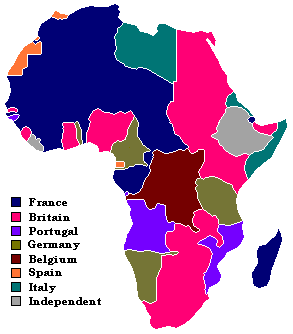 France
Britain
Portugal
Germany
Belgium
Spain
Italy
Independent